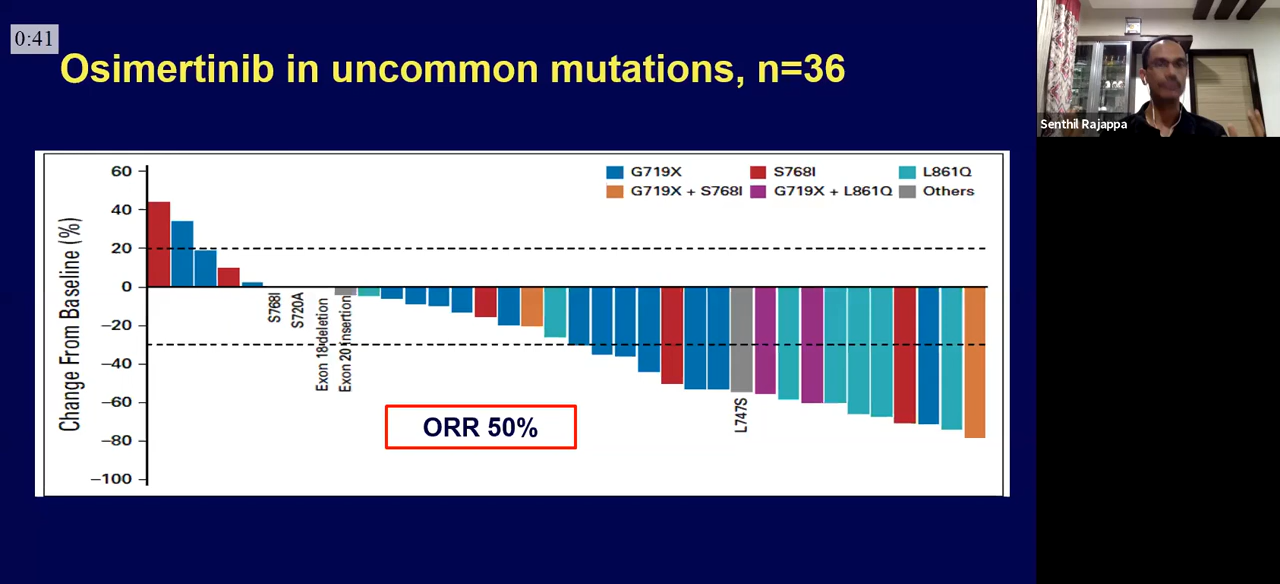 0:41
Osimertinib in uncommon mutations, n=36
Senthil Rajappa
G719X
S768I
L861Q
G719X + S768I
G719X + L861Q
Others
Change From Baseline (%)
60
40
20
0
−20
−40
−60
−80
−100
S768I
S720A
Exon 18 deletion
Exon 20 insertion
L747S
ORR 50%